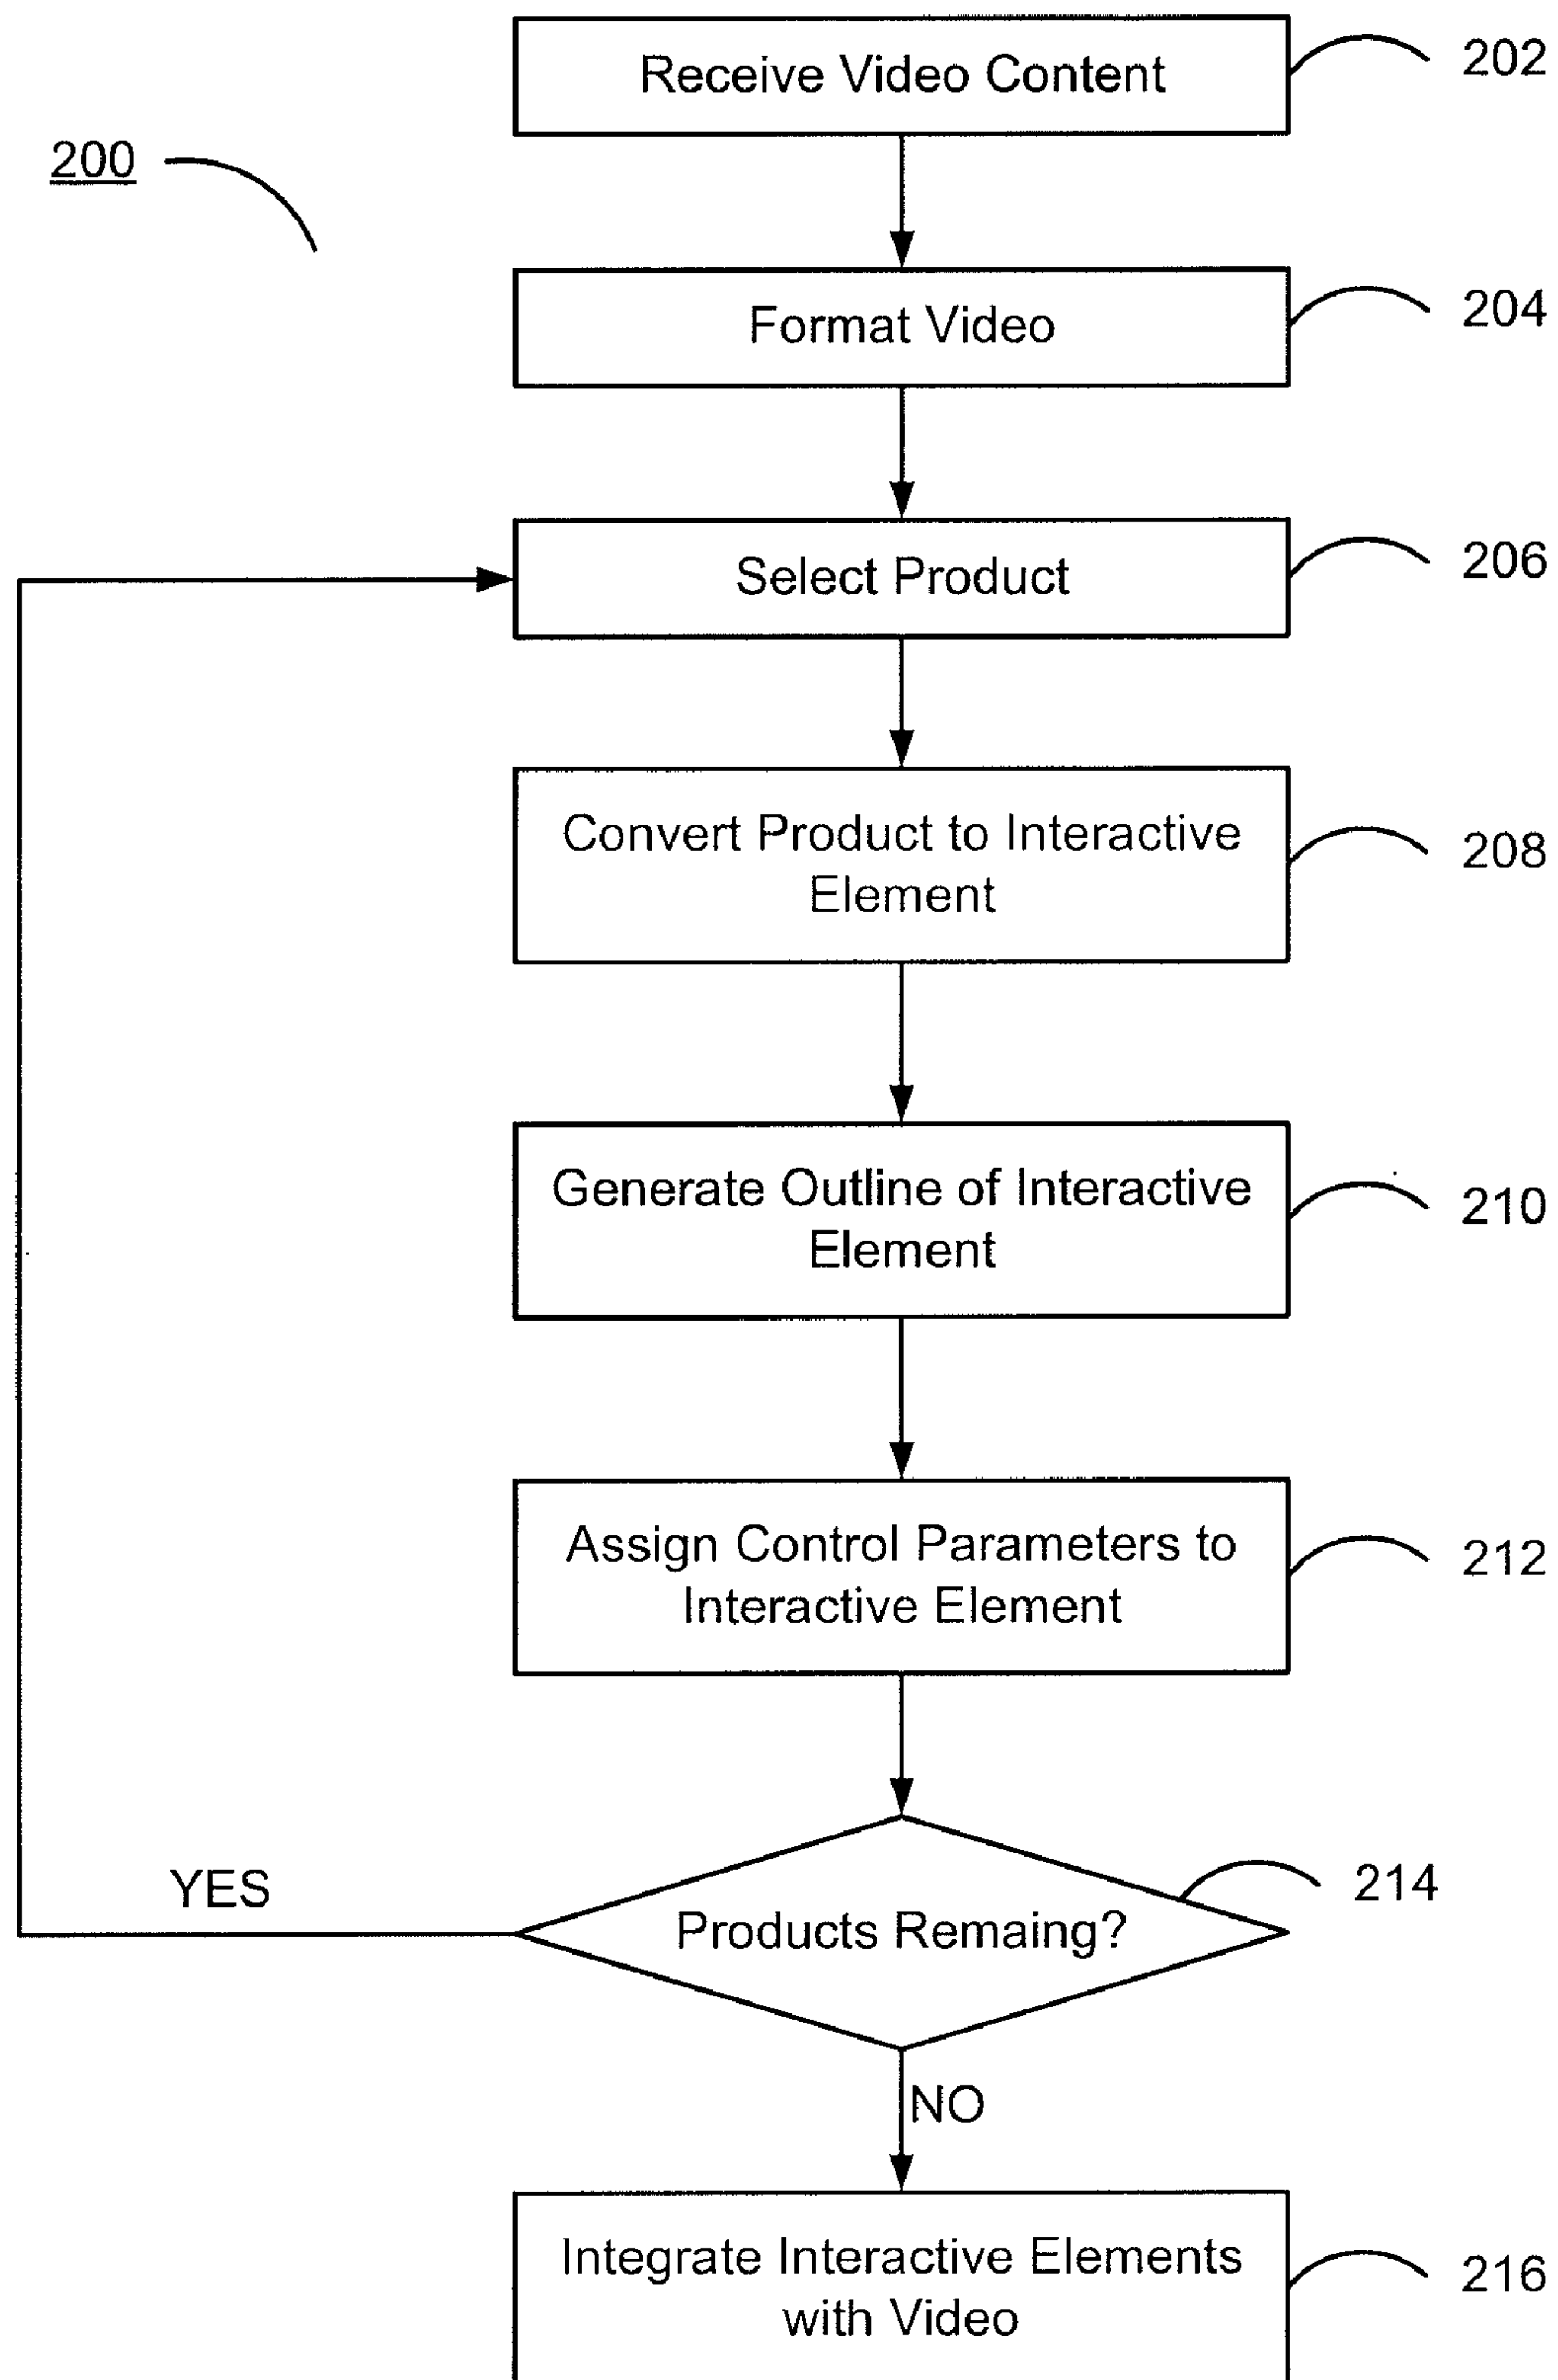 Receive Video Content
202
200
Format Video
204
Select Product
206
Convert Product to Interactive
Element
208
Generate Outline of Interactive
Element
210
Assign Control Parameters to
Interactive Element
212
YES
Products Remaing?
214
NO
Integrate Interactive Elements
with Video
216